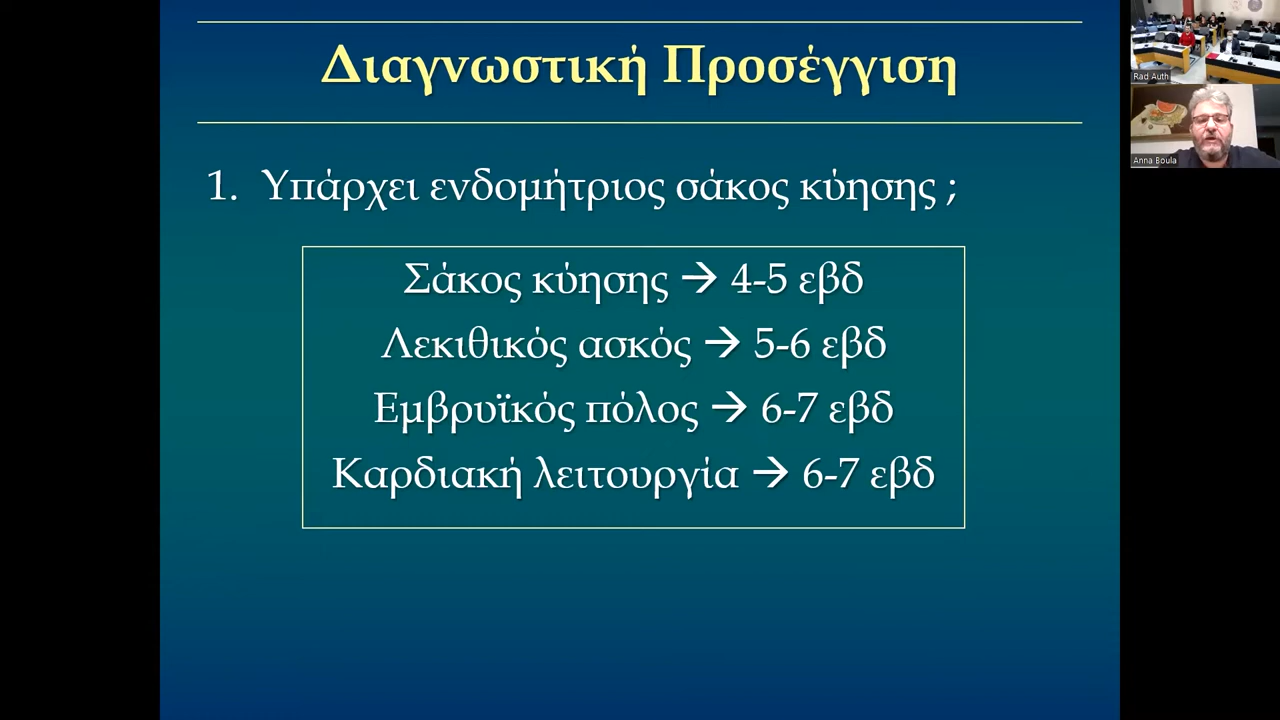 Διαγνωστική Προσέγγιση
1. Υπάρχει ενδομήτριος σάκος κύησης ;
Σάκος κύησης → 4-5 εβδ
Λεκιθικός ασκός → 5-6 εβδ
Εμβρυϊκός πόλος → 6-7 εβδ
Καρδιακή λειτουργία → 6-7 εβδ
Rad Auth
Anna Boula